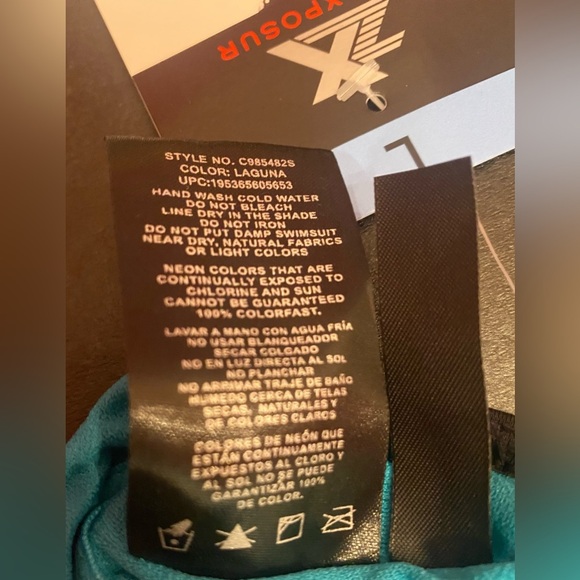 XPOSUR
ZX
STYLE NO. C985482S
COLOR: LAGUNA
UPC:195365605653
HAND WASH COLD WATER
DO NOT BLEACH
LINE DRY IN THE SHADE
DO NOT IRON
DO NOT PUT DAMP SWIMSUIT
NEAR DRY, NATURAL FABRICS
OR LIGHT COLORS
NEON COLORS THAT ARE
CONTINUALLY EXPOSED TO
CHLORINE AND SUN
CANNOT BE GUARANTEED
100% COLORFAST.
LAVAR A MANO CON AGUA FRÍA
NO USAR BLANQUEADOR
SECAR COLGADO
NO EN LUZ DIRECTA AL SOL
NO PLANCHAR
NO ARRIMAR TRAJE DE BAÑO
HUMEDO CERCA DE TELAS
SECAS, NATURALES Y
DE COLORES CLAROS
COLORES DE NEÓN QUE
ESTÁN CONTINUAMENTE
EXPUESTOS AL CLORO Y
AL SOL NO SE PUEDE
GARANTIZAR 100%
DE COLOR.